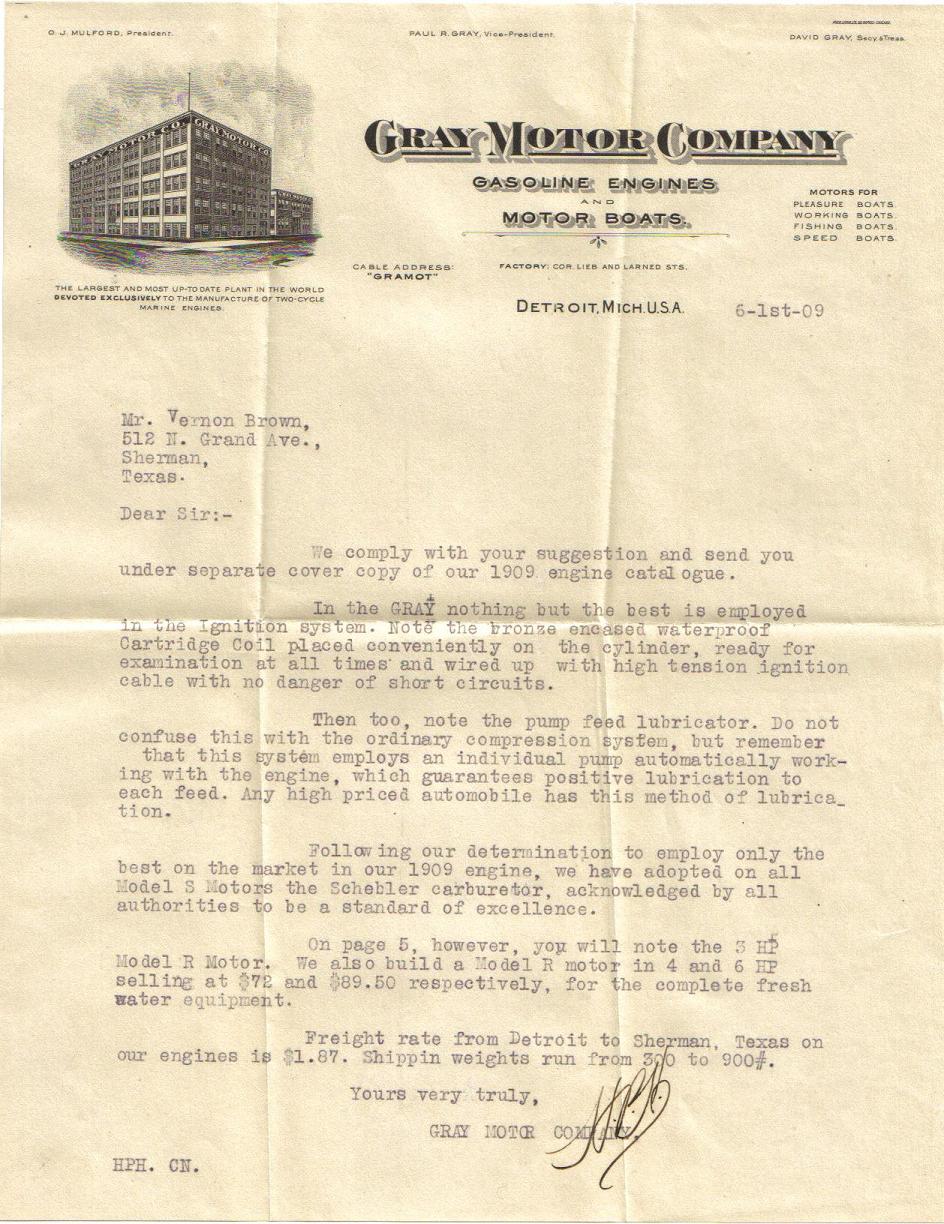 O. J. MULFORD, President.
PAUL R. GRAY, Vice-President.
DAVID GRAY, Secy. & Treas.
GRAY MOTOR CO.
GRAY MOTOR CO.
GRAY MOTOR COMPANY
GASOLINE ENGINES
AND
MOTOR BOATS.
MOTORS FOR
PLEASURE BOATS.
WORKING BOATS.
FISHING BOATS.
SPEED BOATS.
CABLE ADDRESS:
"GRAMOT"
FACTORY: COR. LIEB AND LARNED STS.
THE LARGEST AND MOST UP-TO DATE PLANT IN THE WORLD
DEVOTED EXCLUSIVELY TO THE MANUFACTURE OF TWO-CYCLE
MARINE ENGINES.
DETROIT, MICH. U.S.A. 6-1st-09
Mr. Vernon Brown,
512 N. Grand Ave.,
Sherman,
Texas.
Dear Sir:-
We comply with your suggestion and send you
under separate cover copy of our 1909 engine catalogue.
In the GRAY nothing but the best is employed
in the Ignition system. Note the bronze encased waterproof
Cartridge Coil placed conveniently on the cylinder, ready for
examination at all times and wired up with high tension ignition
cable with no danger of short circuits.
Then too, note the pump feed lubricator. Do not
confuse this with the ordinary compression system, but remember
that this system employs an individual pump automatically work-
ing with the engine, which guarantees positive lubrication to
each feed. Any high priced automobile has this method of lubrica_
tion.
Following our determination to employ only the
best on the market in our 1909 engine, we have adopted on all
Model S Motors the Schebler carburetor, acknowledged by all
authorities to be a standard of excellence.
On page 5, however, you will note the 3 HP
Model R Motor. We also build a Model R motor in 4 and 6 HP
selling at $72 and $89.50 respectively, for the complete fresh
water equipment.
Freight rate from Detroit to Sherman, Texas on
our engines is $1.87. Shippin weights run from 300 to 900#.
Yours very truly,
GRAY MOTOR COMPANY.
H.P.H.
HPH. CN.